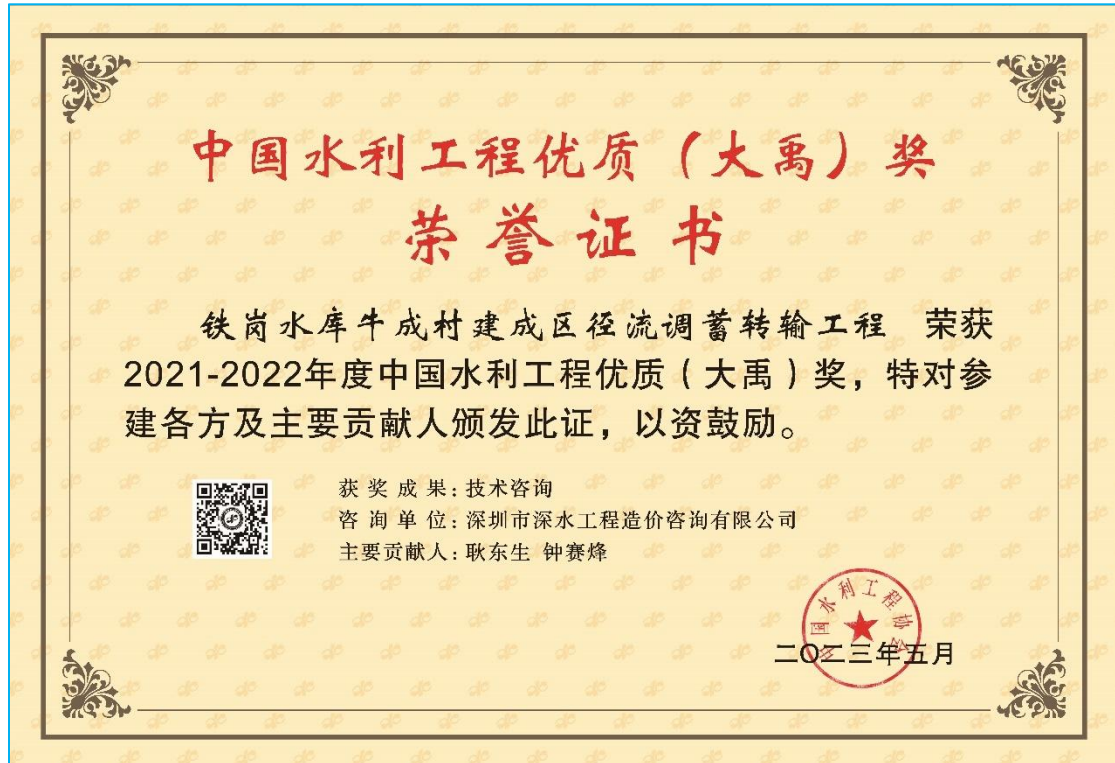 中国水利工程优质（大禹）奖
荣誉证书
铁岗水库牛成村建成区径流调蓄转输工程 荣获
2021-2022年度中国水利工程优质（大禹）奖，特对参
建各方及主要贡献人颁发此证，以资鼓励。
获奖成果：技术咨询
咨询单位：深圳市深水工程造价咨询有限公司
主要贡献人：耿东生 钟赛烽
中国水利工程协会
二〇二三年五月